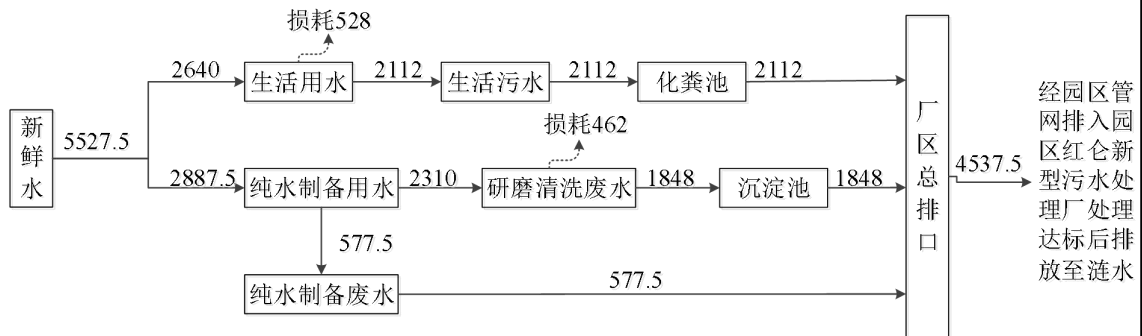 损耗528
2640
生活用水
2112
生活污水
2112
化粪池
2112
新鲜水
5527.5
损耗462
2887.5
纯水制备用水
2310
研磨清洗废水
1848
沉淀池
1848
577.5
纯水制备废水
577.5
厂区总排口
4537.5
经园区管
网排入园
区红仑新
型污水处
理厂处理
达标后排
放至涟水